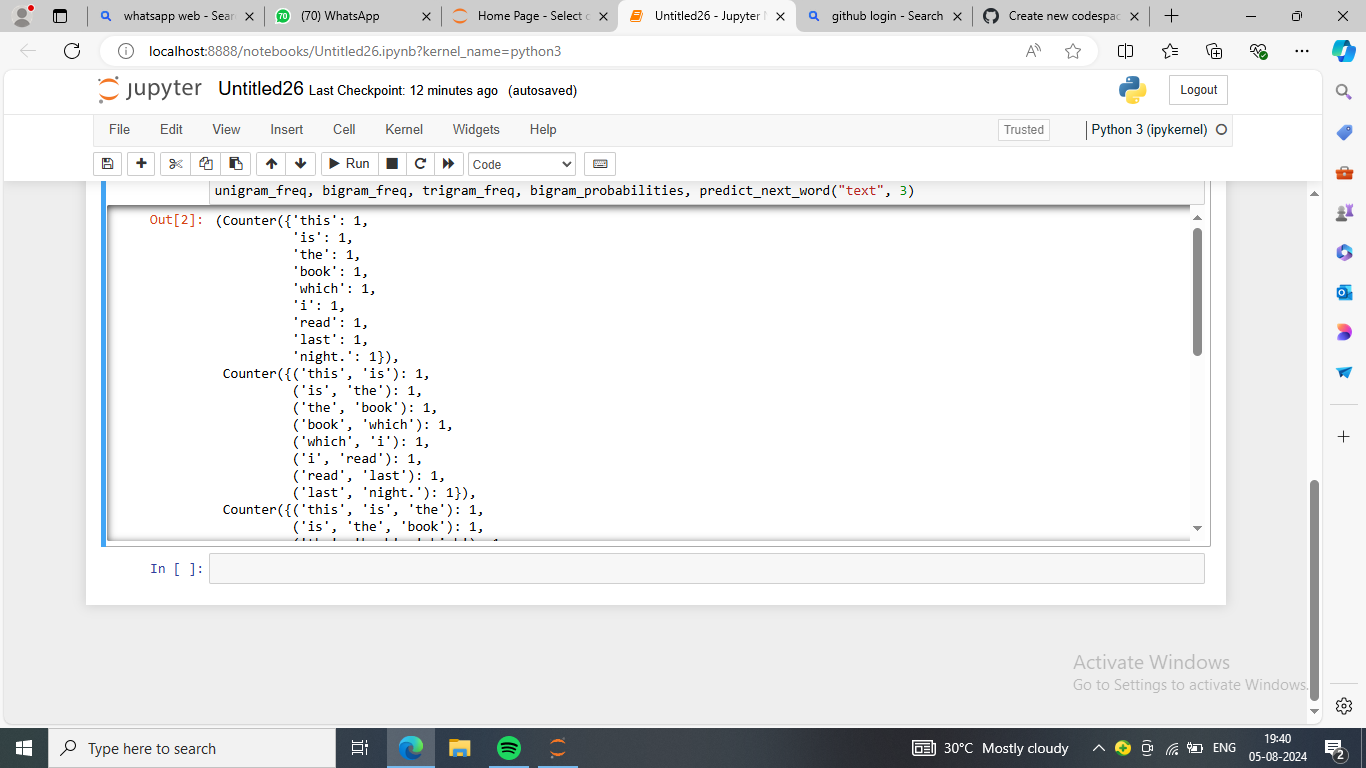 whatsapp web - Sear
(70) WhatsApp
Home Page - Select o
Untitled26 - Jupyter N
github login - Search
Create new codespac
localhost:8888/notebooks/Untitled26.ipynb?kernel_name=python3
jupyter Untitled26 Last Checkpoint: 12 minutes ago (autosaved)
Logout
File Edit View Insert Cell Kernel Widgets Help
Trusted
Python 3 (ipykernel)
Run
Code
unigram_freq, bigram_freq, trigram_freq, bigram_probabilities, predict_next_word("text", 3)
Out[2]: (Counter({'this': 1,
'is': 1,
'the': 1,
'book': 1,
'which': 1,
'i': 1,
'read': 1,
'last': 1,
'night.': 1}),
Counter({('this', 'is'): 1,
('is', 'the'): 1,
('the', 'book'): 1,
('book', 'which'): 1,
('which', 'i'): 1,
('i', 'read'): 1,
('read', 'last'): 1,
('last', 'night.'): 1}),
Counter({('this', 'is', 'the'): 1,
('is', 'the', 'book'): 1,
In [ ]:
Activate Windows
Go to Settings to activate Windows.
Type here to search
30°C Mostly cloudy
ENG
19:40
05-08-2024
2